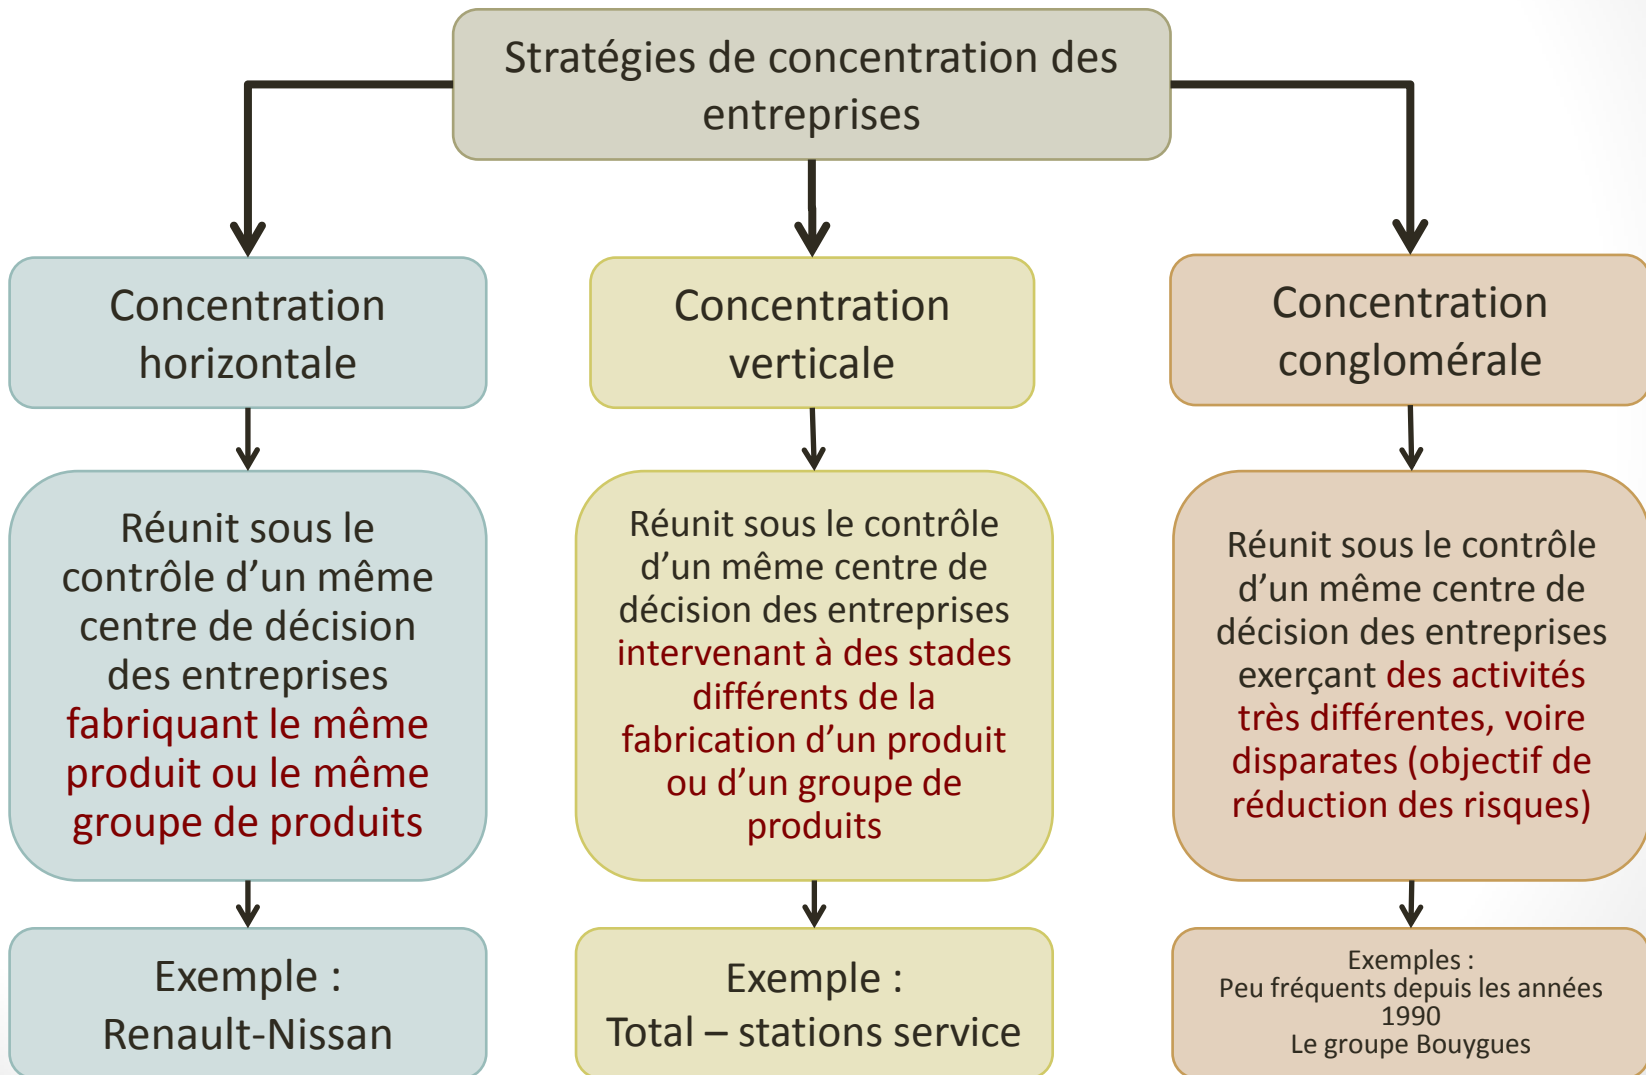 Stratégies de concentration des
entreprises
Concentration
horizontale
Réunit sous le
contrôle d’un même
centre de décision
des entreprises
fabriquant le même
produit ou le même
groupe de produits
Exemple :
Renault-Nissan
Concentration
verticale
Réunit sous le contrôle
d’un même centre de
décision des entreprises
intervenant à des stades
différents de la
fabrication d’un produit
ou d’un groupe de
produits
Exemple :
Total – stations service
Concentration
conglomérale
Réunit sous le contrôle
d’un même centre de
décision des entreprises
exerçant des activités
très différentes, voire
disparates (objectif de
réduction des risques)
Exemples :
Peu fréquents depuis les années
1990
Le groupe Bouygues